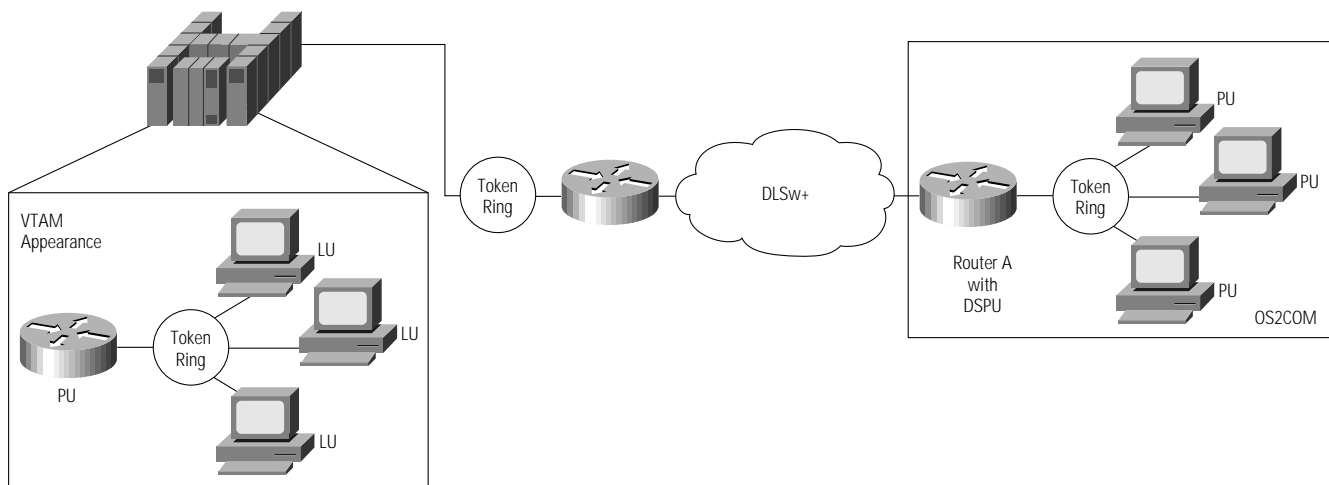 VTAM
Appearance
LU
LU
LU
Token
Ring
PU
Token
Ring
DLSw+
Router A
with
DSPU
Token
Ring
PU
PU
PU
OS2COM